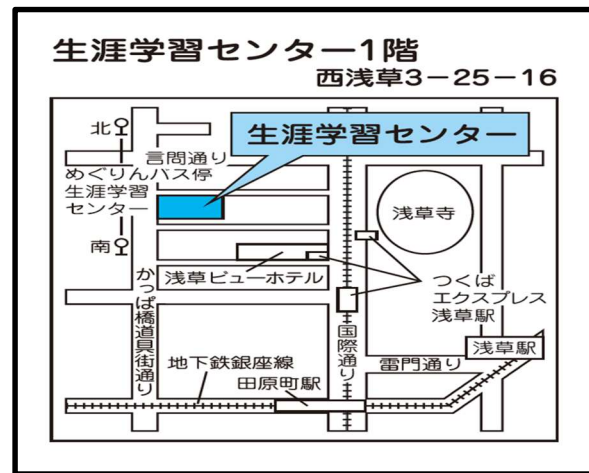 生涯学習センター1階
西浅草3−25−16
北
生涯学習センター
言問通り
めぐりんバス停
生涯学習
センター
南
浅草寺
浅草ビューホテル
つくば
エクスプレス
浅草駅
かっぱ橋道具街通り
国際通り
雷門通り
浅草駅
地下鉄銀座線
田原町駅